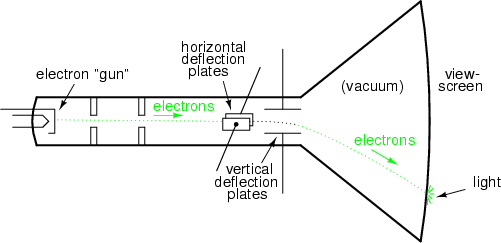 horizontal
deflection
plates
electron "gun"
(vacuum)
view-
screen
electrons
electrons
light
vertical
deflection
plates